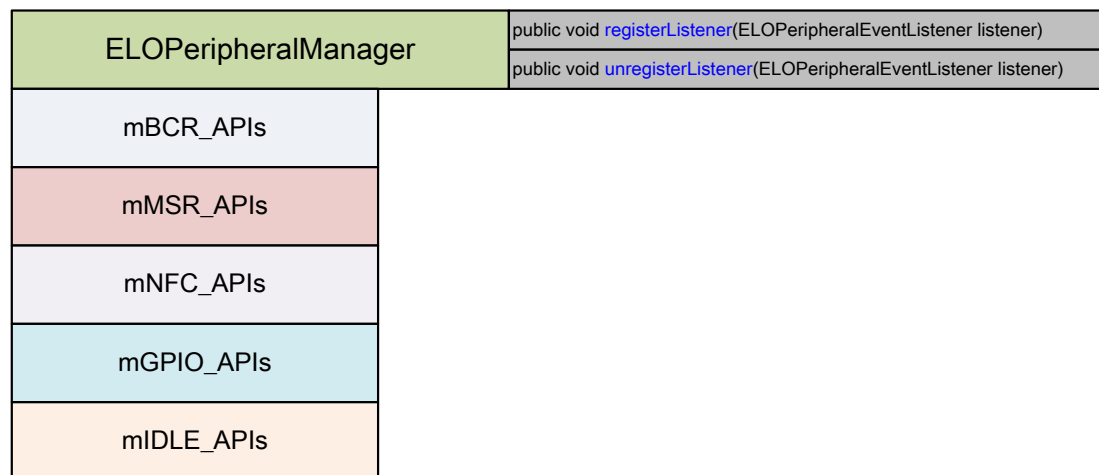 ELOPeripheralManager
public void registerListener(ELOPeripheralEventListener listener)
public void unregisterListener(ELOPeripheralEventListener listener)
mBCR_APIs
mMSR_APIs
mNFC_APIs
mGPIO_APIs
mIDLE_APIs